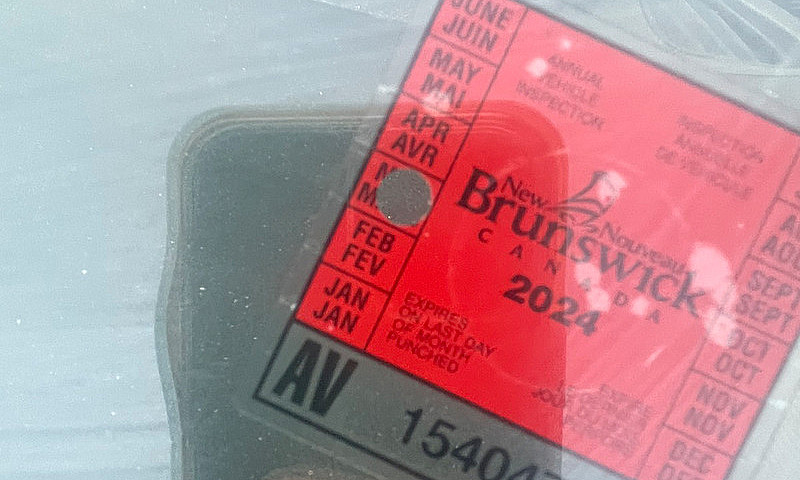 JUNE
JUIN
MAY
MAI
APR
AVR
FEB
FEV
JAN
JAN
ANNUAL
VEHICLE
INSPECTION
INSPECTION
ANNUELLE
DE VÉHICULE
New Nouveau
Brunswick
CANADA
2024
EXPIRES
ON LAST DAY
OF MONTH
PUNCHED
EXPIRE
SEPT
SEPT
OCT
OCT
NOV
NOV
DEC
AV 15404